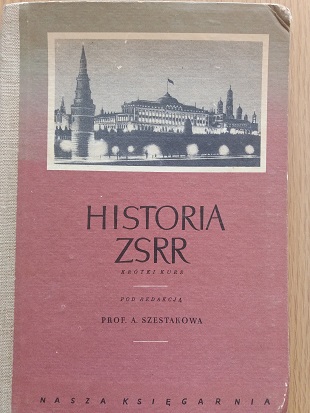 HISTORIA
ZSRR
KRÓTKI KURS
POD REDAKCJĄ
PROF. A. SZESTAKOWA
NASZA KSIĘGARNIA